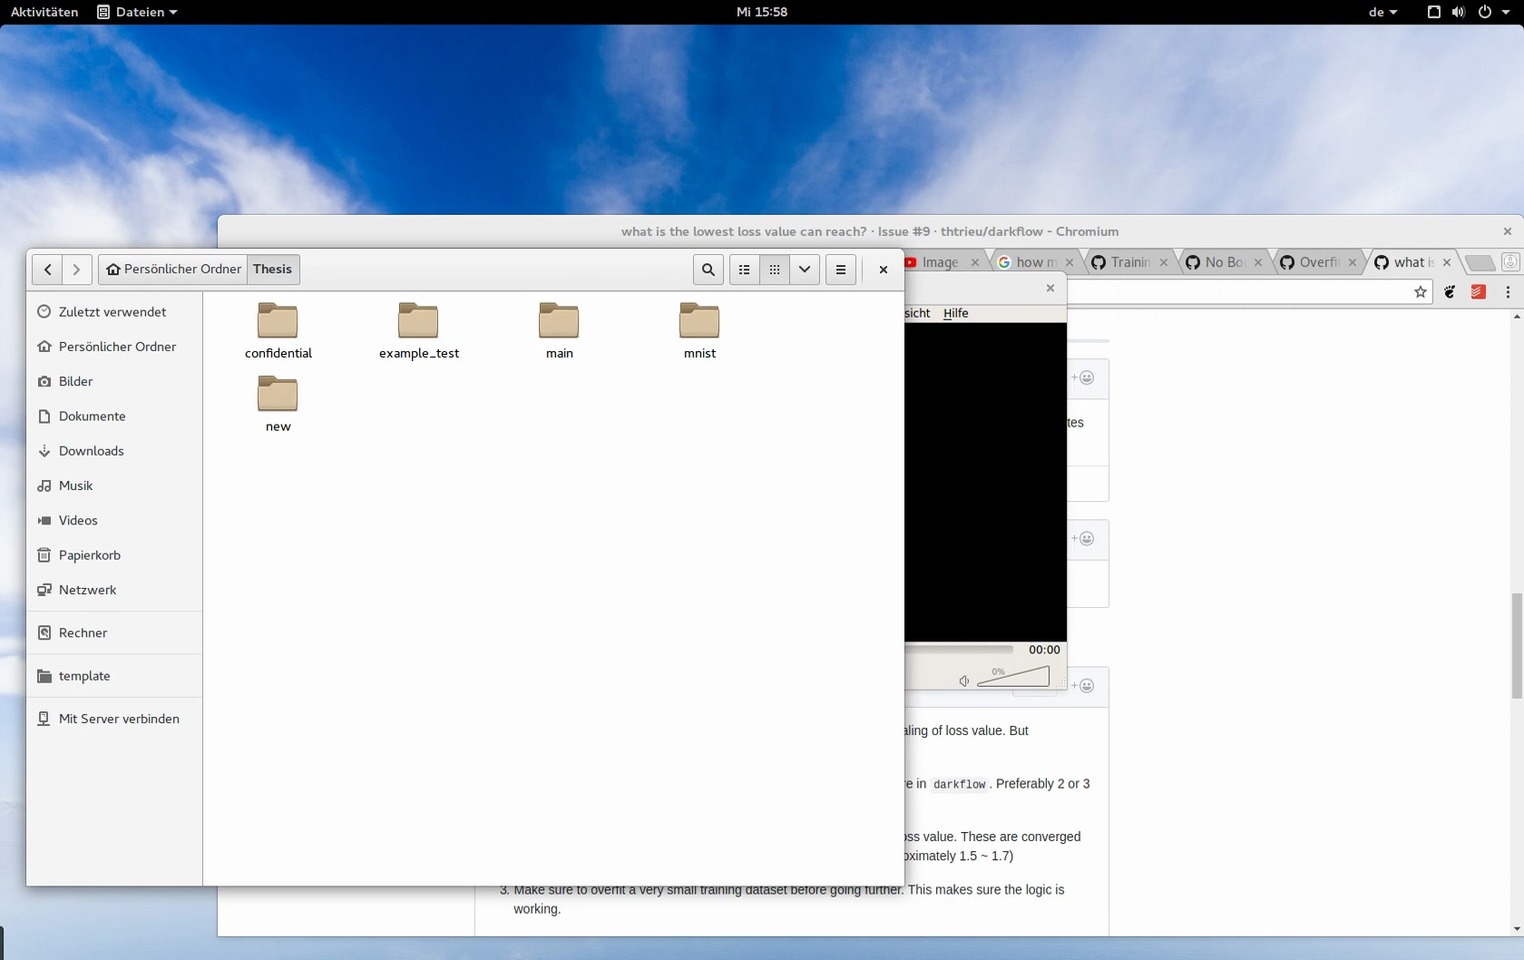 Aktivitäten Dateien Mi 15:58 de
what is the lowest loss value can reach? · Issue #9 · thtrieu/darkflow - Chromium
Persönlicher Ordner Thesis
Image how m Trainin No Bo Overfi what is
sicht Hilfe
Zuletzt verwendet
Persönlicher Ordner
Bilder
Dokumente
Downloads
Musik
Videos
Papierkorb
Netzwerk
Rechner
template
Mit Server verbinden
confidential example_test main mnist
new
tes
00:00
0%
aling of loss value. But
re in darkflow. Preferably 2 or 3
oss value. These are converged
oximately 1.5 ~ 1.7)
3. Make sure to overfit a very small training dataset before going further. This makes sure the logic is
working.